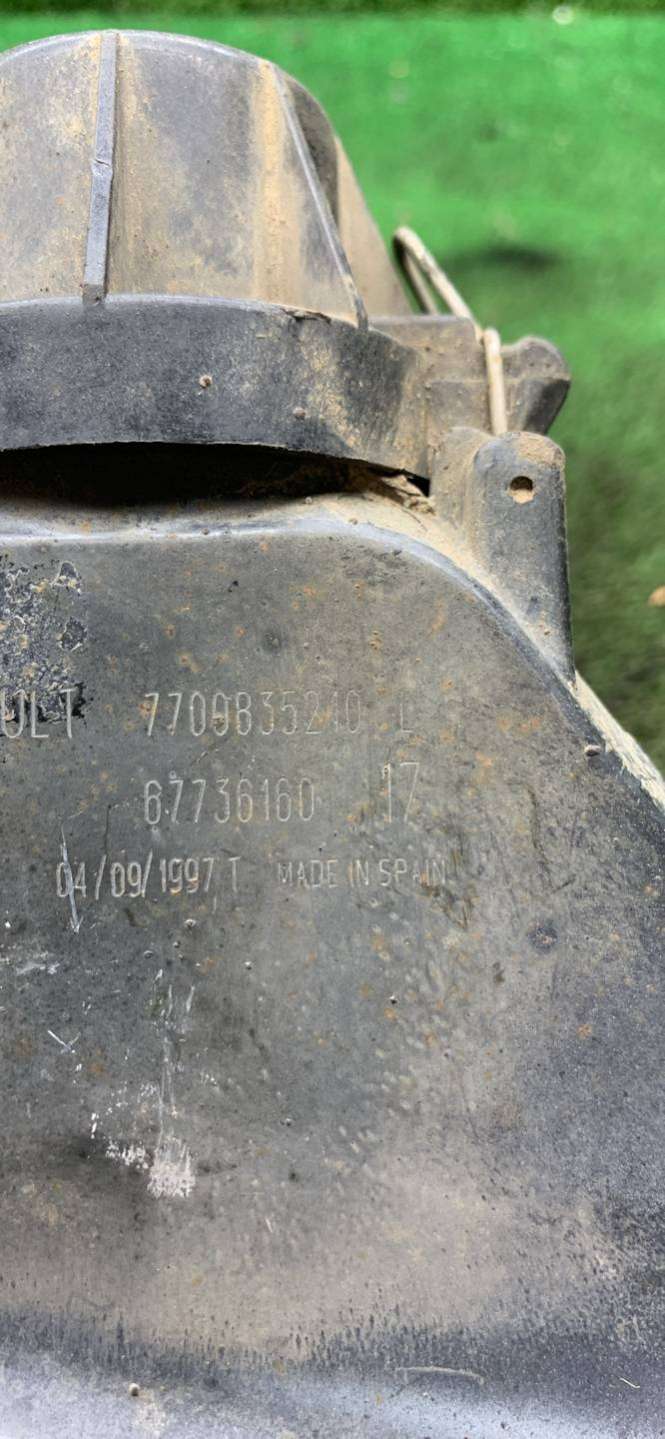 ULT 7709835210 L
67736160 17
04/09/1997 T MADE IN SPAIN